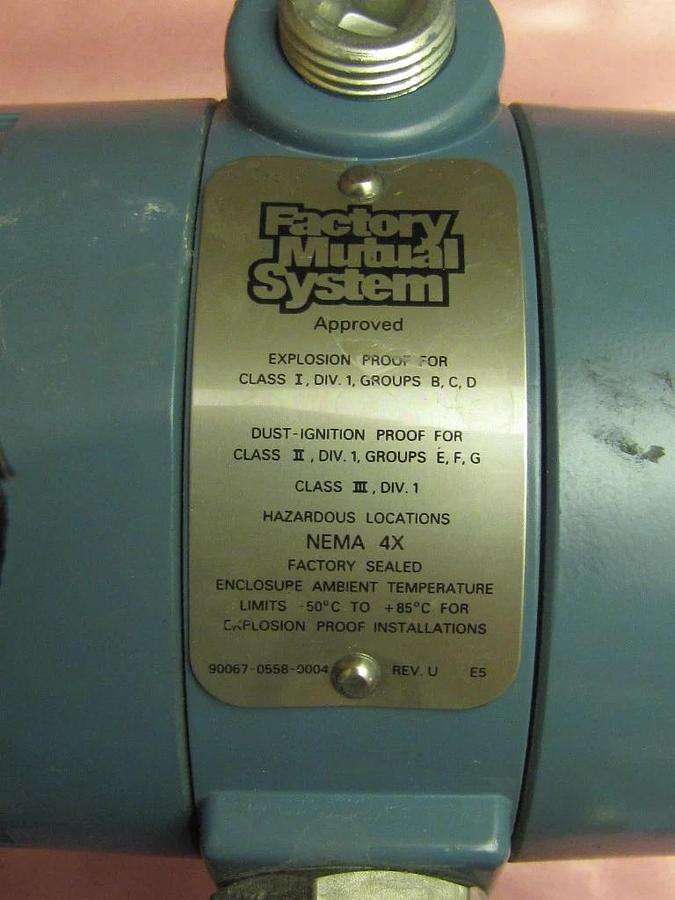 Factory
Mutual
System
Approved
EXPLOSION PROOF FOR
CLASS I, DIV. 1, GROUPS B, C, D
DUST-IGNITION PROOF FOR
CLASS II, DIV. 1, GROUPS E, F, G
CLASS III, DIV. 1
HAZARDOUS LOCATIONS
NEMA 4X
FACTORY SEALED
ENCLOSURE AMBIENT TEMPERATURE
LIMITS -50°C TO +85°C FOR
EXPLOSION PROOF INSTALLATIONS
90067-0558-0004 REV. U E5